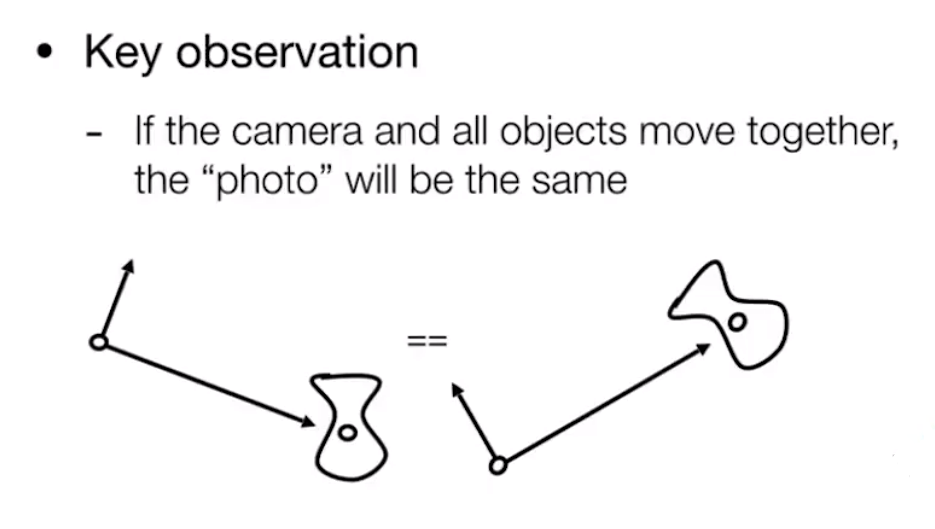 • Key observation
- If the camera and all objects move together,
the “photo” will be the same
==